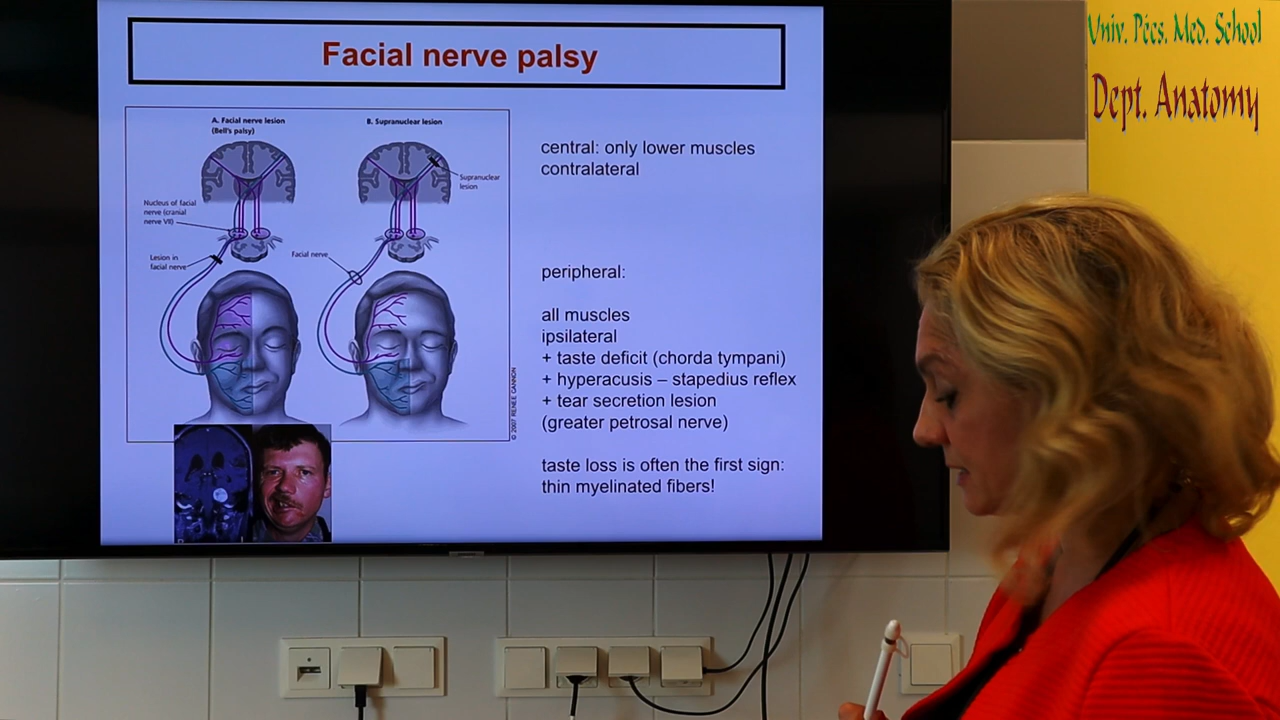 Univ. Pécs. Med. School
Dept. Anatomy
Facial nerve palsy
A. Facial nerve lesion
(Bell's palsy)
B. Supranuclear lesion
Supranuclear
lesion
Nucleus of facial
nerve (cranial
nerve VII)
Lesion in
facial nerve
Facial nerve
© 2007 RENEE CANNON
central: only lower muscles
contralateral
peripheral:
all muscles
ipsilateral
+ taste deficit (chorda tympani)
+ hyperacusis – stapedius reflex
+ tear secretion lesion
(greater petrosal nerve)
taste loss is often the first sign:
thin myelinated fibers!